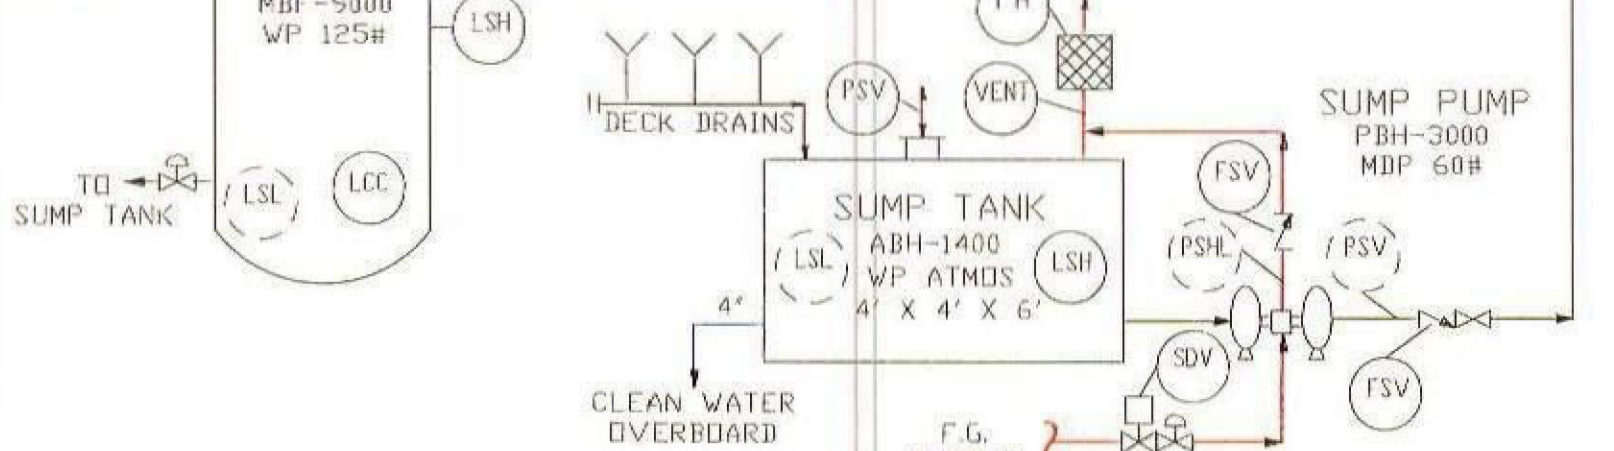 MBF-5000
WP 125#
LSH
TO
SUMP TANK
LSL
LCC
DECK DRAINS
PSV
VENT
SUMP PUMP
PBH-3000
MDP 60#
FSV
SUMP TANK
ABH-1400
WP ATMOS
4' X 4' X 6'
LSL
LSH
PSHL
PSV
4"
CLEAN WATER
OVERBOARD
SDV
FSV
F.G.